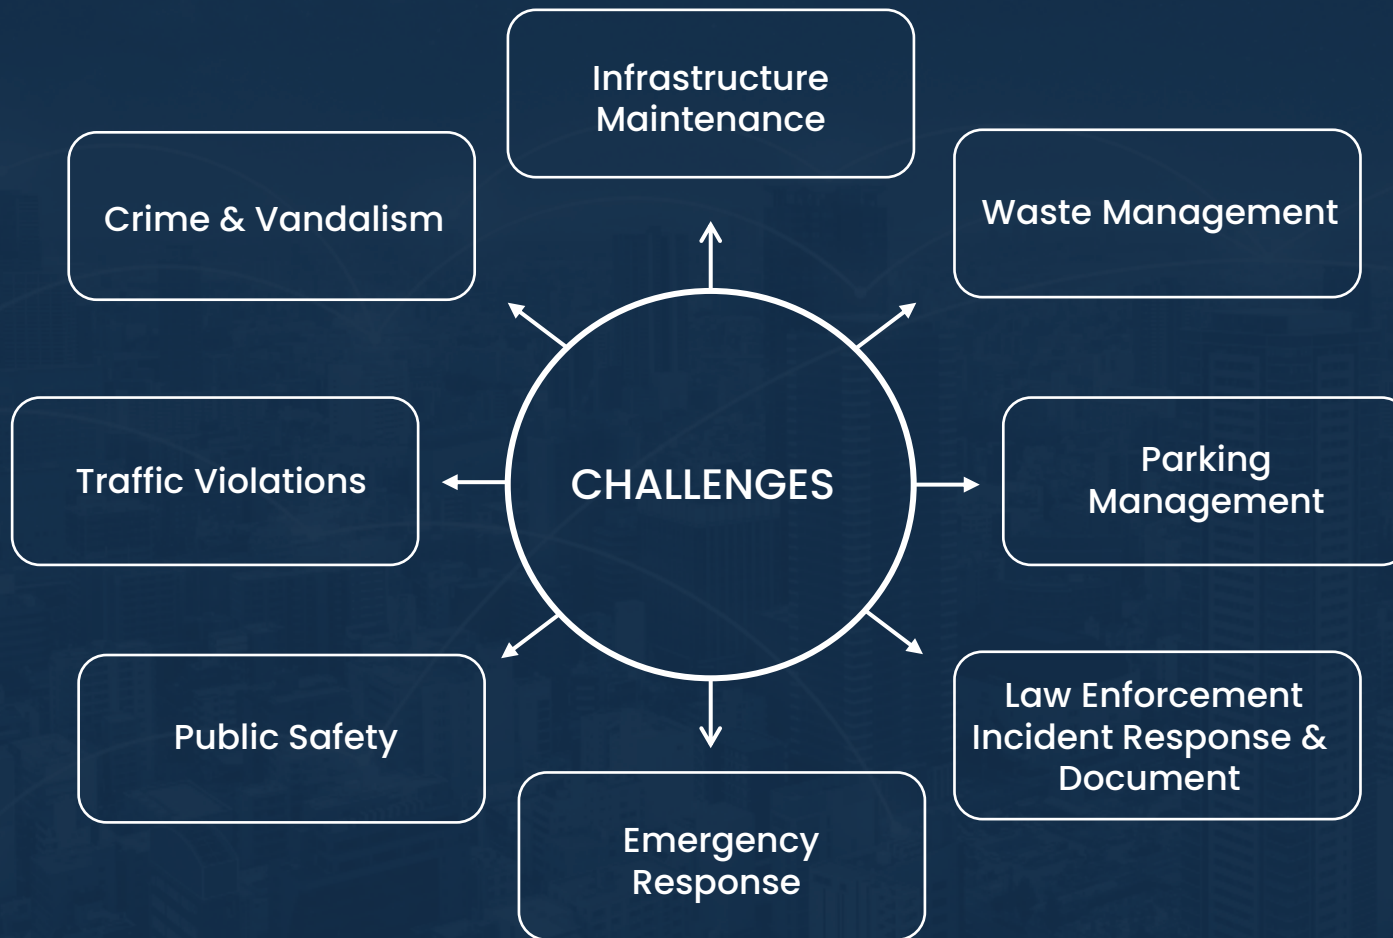 Infrastructure
Maintenance
Crime & Vandalism
Waste Management
Traffic Violations
CHALLENGES
Parking
Management
Public Safety
Law Enforcement
Incident Response &
Document
Emergency
Response